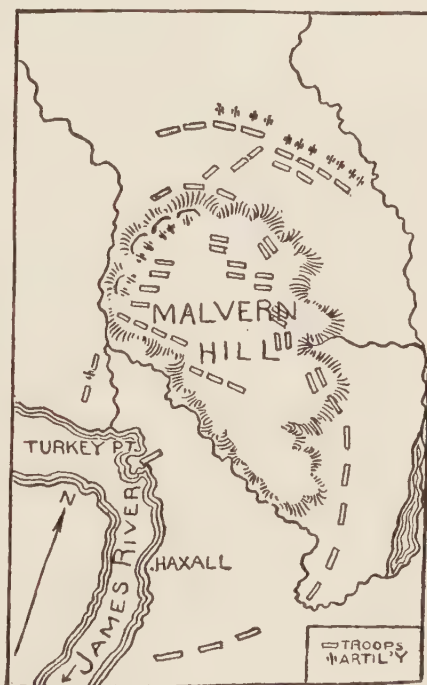 MALVERN
HILL
TURKEY PT.
N
JAMES RIVER
HAXALL
TROOPS
ARTIL'Y